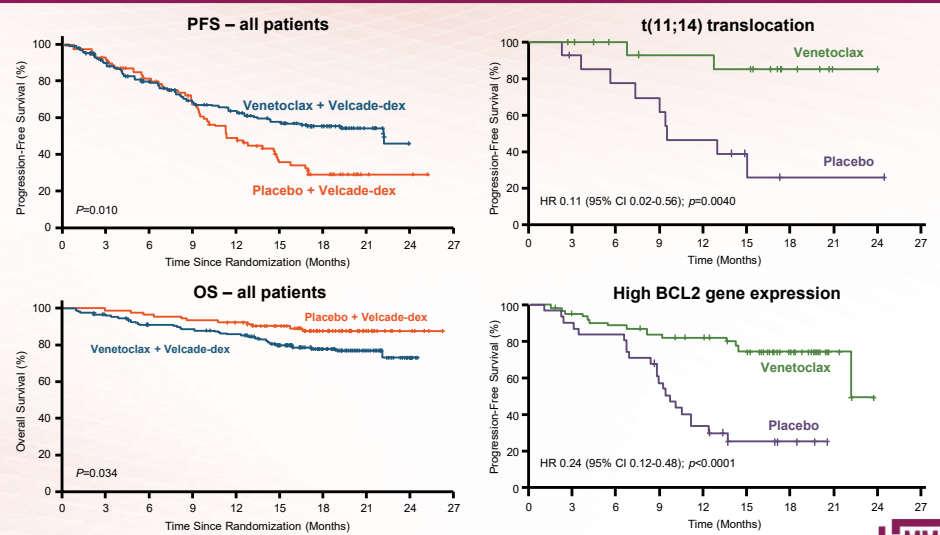 PFS – all patients
Progression-Free Survival (%)
100
80
60
40
20
0
Venetoclax + Velcade-dex
Placebo + Velcade-dex
P=0.010
0 3 6 9 12 15 18 21 24 27
Time Since Randomization (Months)
t(11;14) translocation
Progression-Free Survival (%)
100
80
60
40
20
0
Venetoclax
Placebo
HR 0.11 (95% CI 0.02-0.56); p=0.0040
0 3 6 9 12 15 18 21 24 27
Time (Months)
OS – all patients
Overall Survival (%)
100
80
60
40
20
0
Placebo + Velcade-dex
Venetoclax + Velcade-dex
P=0.034
0 3 6 9 12 15 18 21 24 27
Time Since Randomization (Months)
High BCL2 gene expression
Progression-Free Survival (%)
100
80
60
40
20
0
Venetoclax
Placebo
HR 0.24 (95% CI 0.12-0.48); p<0.0001
0 3 6 9 12 15 18 21 24 27
Time (Months)